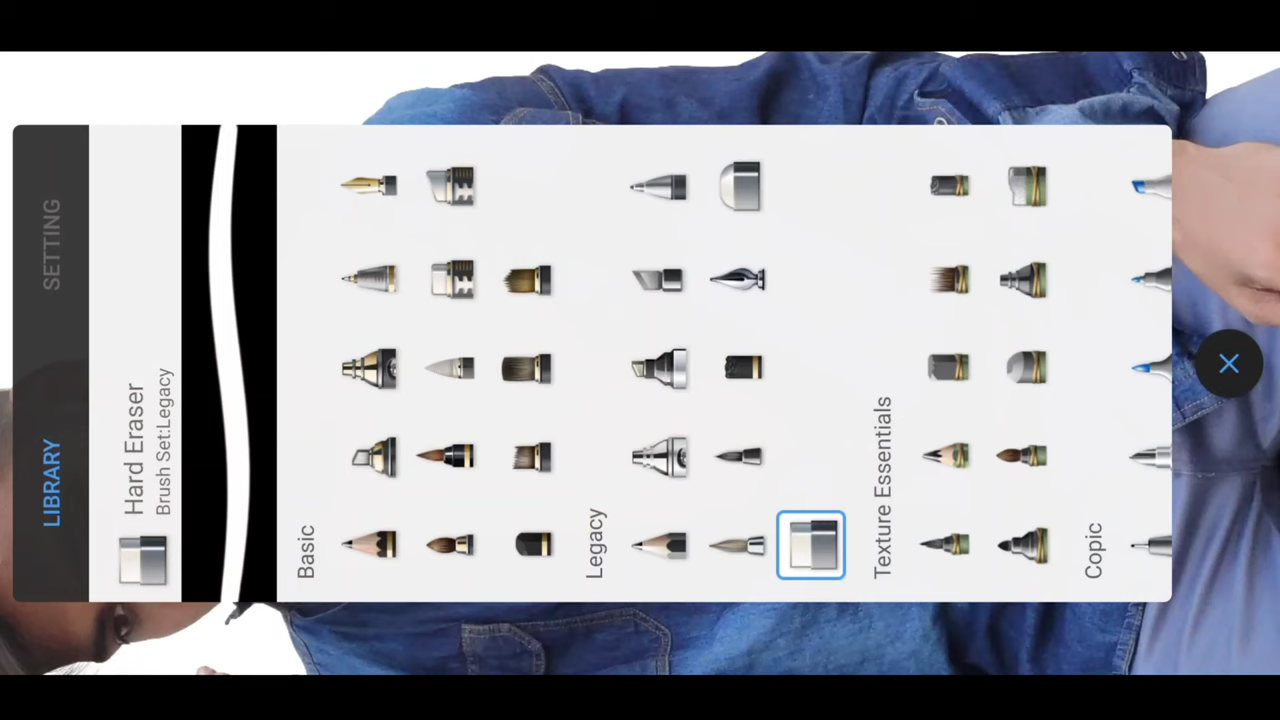 LIBRARY
SETTING
Hard Eraser
Brush Set:Legacy
Basic
Legacy
Texture Essentials
Copic